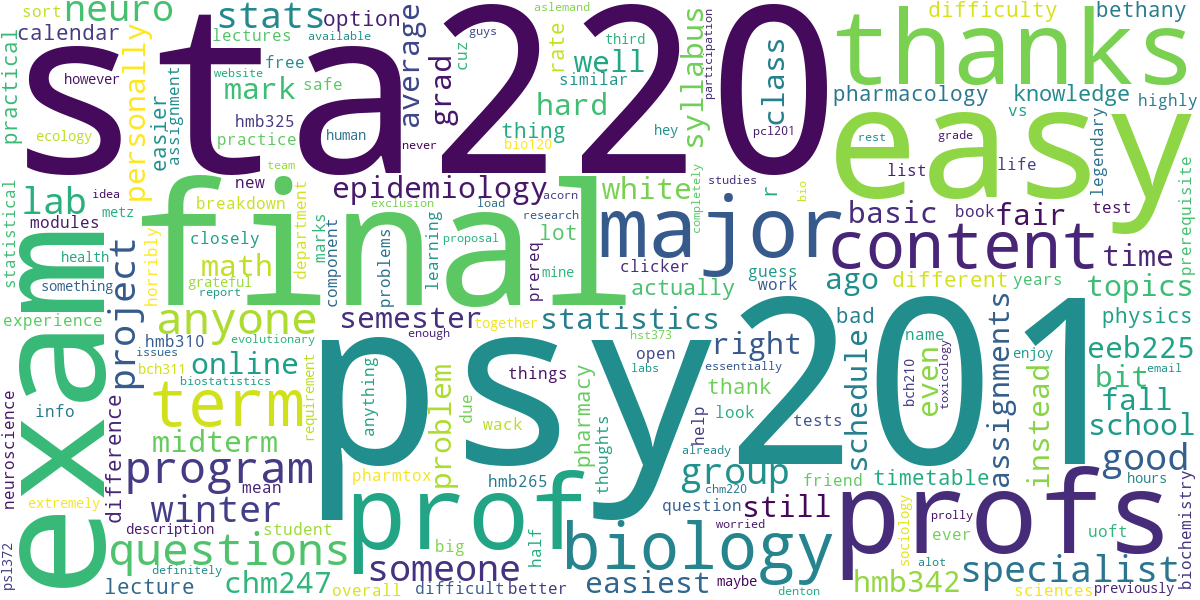 sort
neuro
calendar
stats
option
lectures
available
aslemand
guys
third
rate
cuz
participation
syllabus
difficulty
bethany
thanks
practical
however
sta220
personally
mark
free
safe
average
grad
well
similar
hard
class
pharmacology
knowledge
vs
highly
ecology
easier
assignment
website
hmb325
practice
human
never
thing
hey
bio120
pcl201
easy
rest
grade
list
life
legendary
team
statistical
lab
idea
new
metz
modules
breakdown
exclusion
epidemiology
load
acorn
studies
white
r
completely
bio
basic
book
fair
test
prerequisite
department
marks
learning
research
prereq
lot
major
content
time
exam
health
something
project
horribly
closely
math
grateful
report
final
component
problems
proposal
mine
clicker
actually
guess
work
ago
different
years
topics
experience
anyone
semester
enough
together
statistics
hst373
open
bad
name
physics
hmb310
issues
bch311
evolutionary
online
biostatistics
requirement
anything
psy201
things
labs
right
essentially
schedule
even
bch210
toxicology
assignments
enjoy
eeb225
email
info
term
problem
due
wack
pharmacy
thoughts
thank
look
help
tests
instead
bit
fall
neuroscience
difference
midterm
school
program
mean
pharmtox
hmb265
already
chm220
group
friend
timetable
hours
good
extremely
winter
prof
question
worried
still
profs
sociology
prolly
ever
uoft
biochemistry
psl372
description
student
questions
big
half
biology
alot
definitely
someone
specialist
lecture
chm247
overall
difficult
better
easiest
maybe
denton
hmb342
sciences
previously